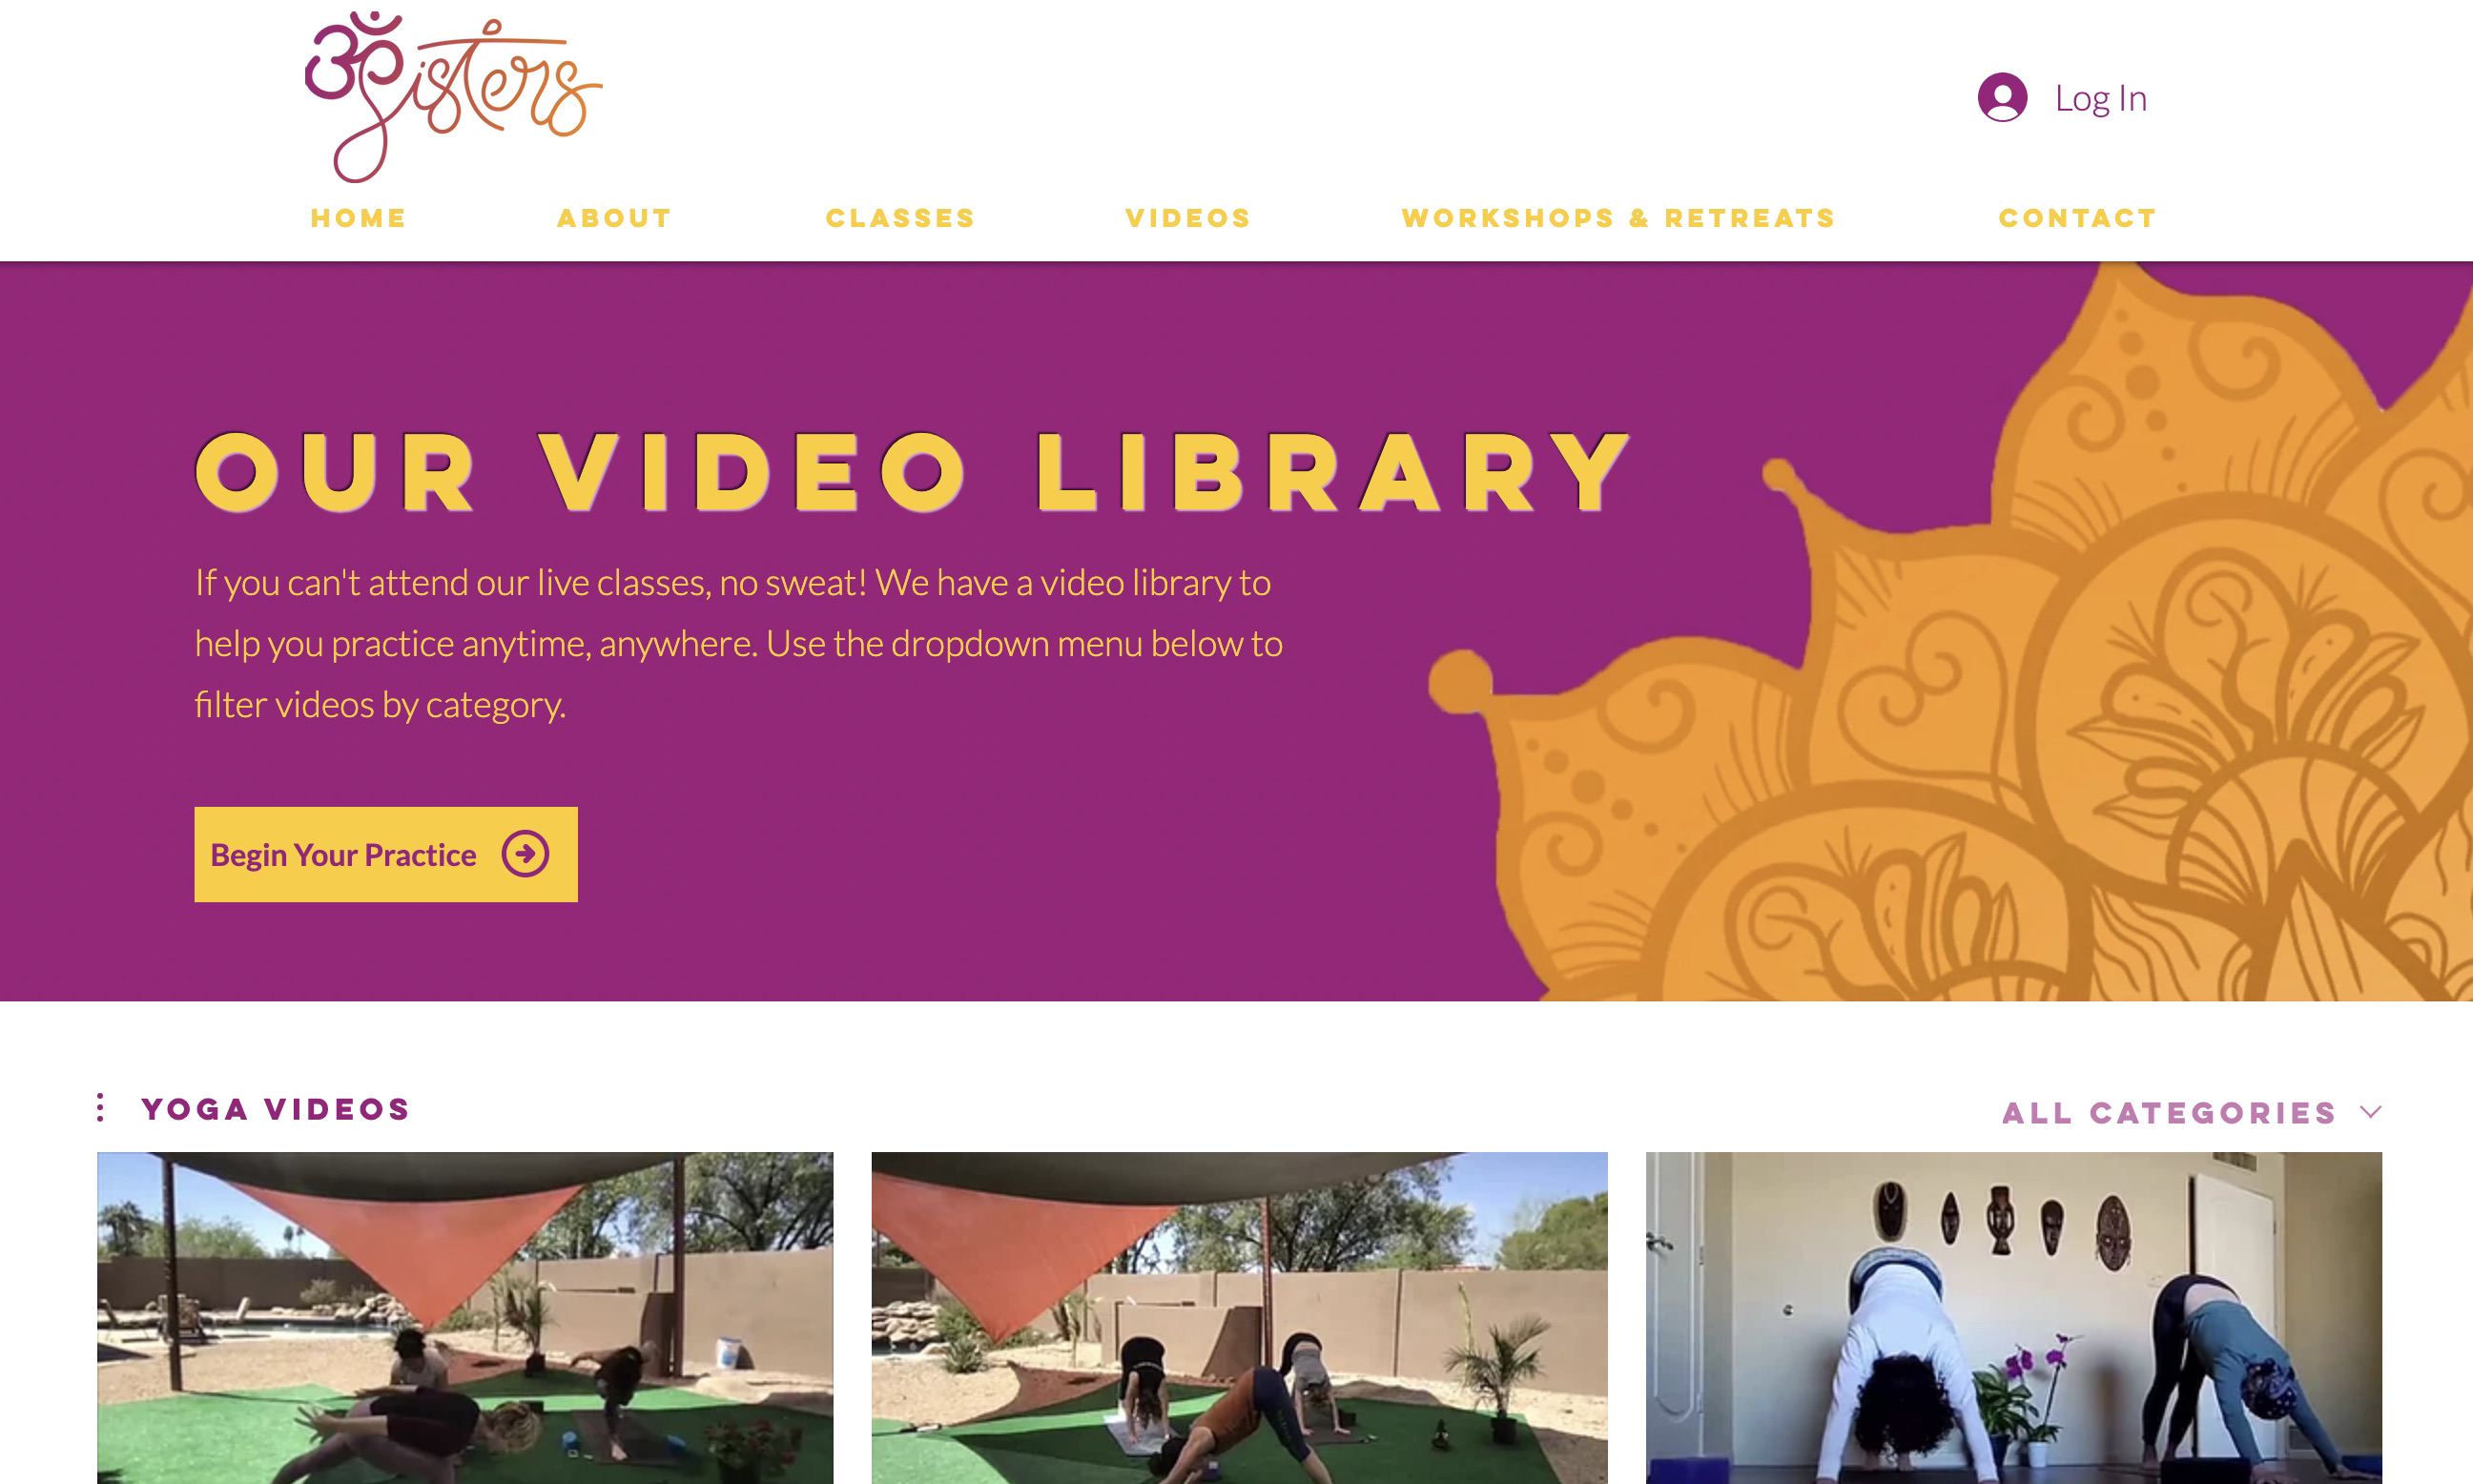 ॐSisters
Log In
HOME ABOUT CLASSES VIDEOS WORKSHOPS & RETREATS CONTACT
OUR VIDEO LIBRARY
If you can't attend our live classes, no sweat! We have a video library to
help you practice anytime, anywhere. Use the dropdown menu below to
filter videos by category.
Begin Your Practice
YOGA VIDEOS
ALL CATEGORIES